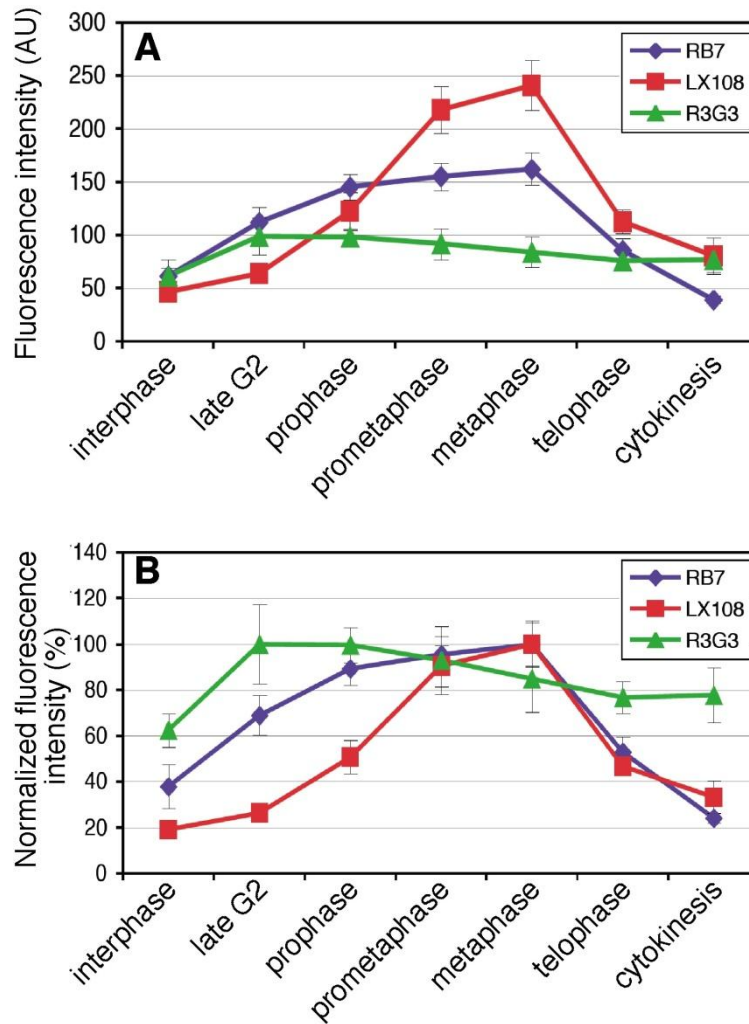 A
Fluorescence intensity (AU)
300
250
200
150
100
50
0
RB7
LX108
R3G3
interphase
late G2
prophase
prometaphase
metaphase
telophase
cytokinesis
B
Normalized fluorescence
intensity (%)
140
120
100
80
60
40
20
0
RB7
LX108
R3G3
interphase
late G2
prophase
prometaphase
metaphase
telophase
cytokinesis